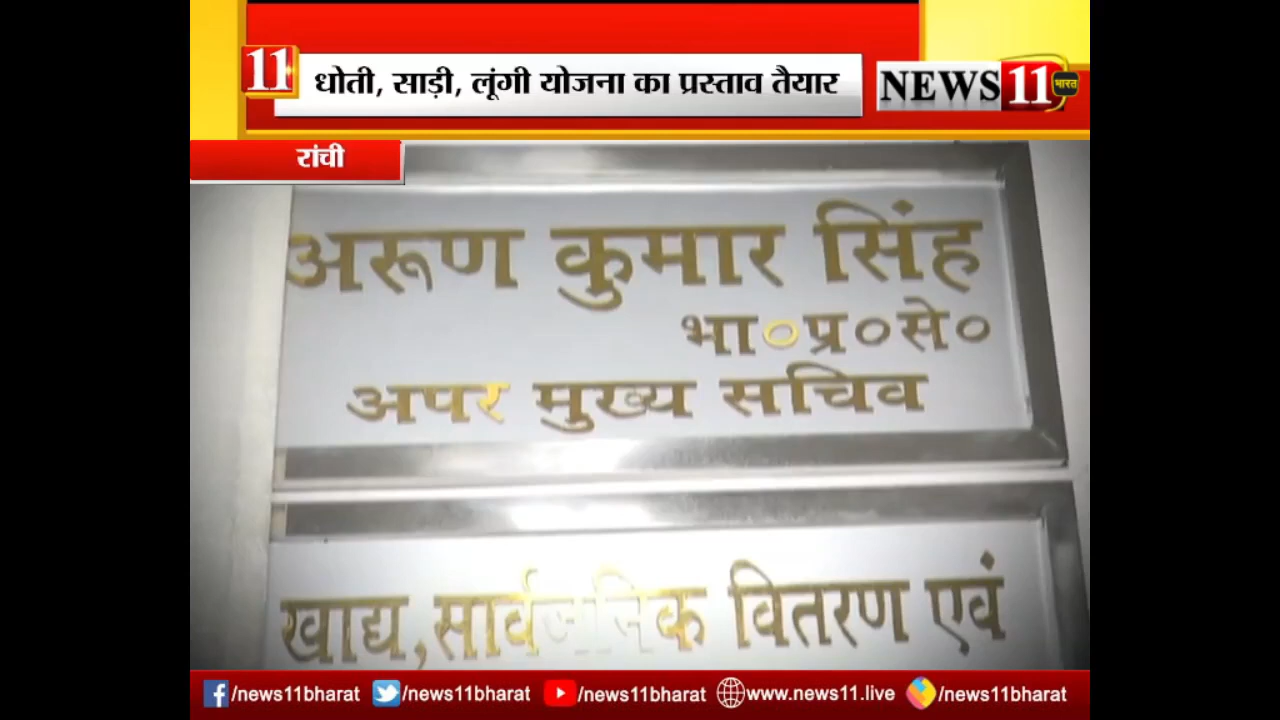 11
धोती, साड़ी, लूंगी योजना का प्रस्ताव तैयार
NEWS 11 भारत
रांची
अरूण कुमार सिंह
भा०प्र०से०
अपर मुख्य सचिव
खाद्य,सार्वजनिक वितरण एवं
/news11bharat /news11bharat /news11bharat www.news11.live /news11bharat